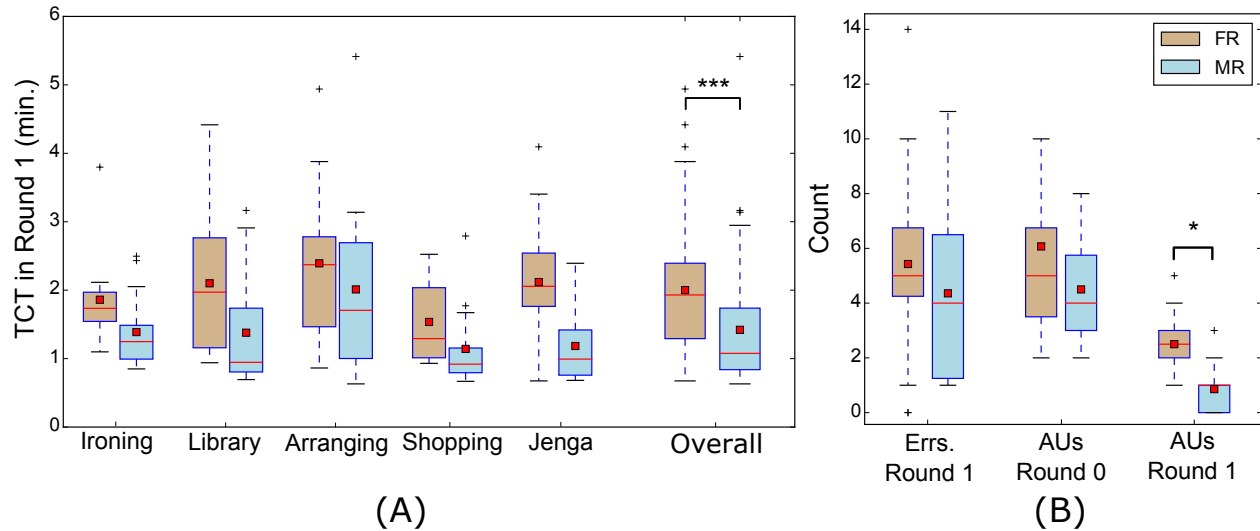 TCT in Round 1 (min.)
6
5
4
3
2
1
0
***
Ironing Library Arranging Shopping Jenga Overall
(A)
Count
14
12
10
8
6
4
2
0
FR
MR
*
Errs. AUs AUs
Round 1 Round 0 Round 1
(B)